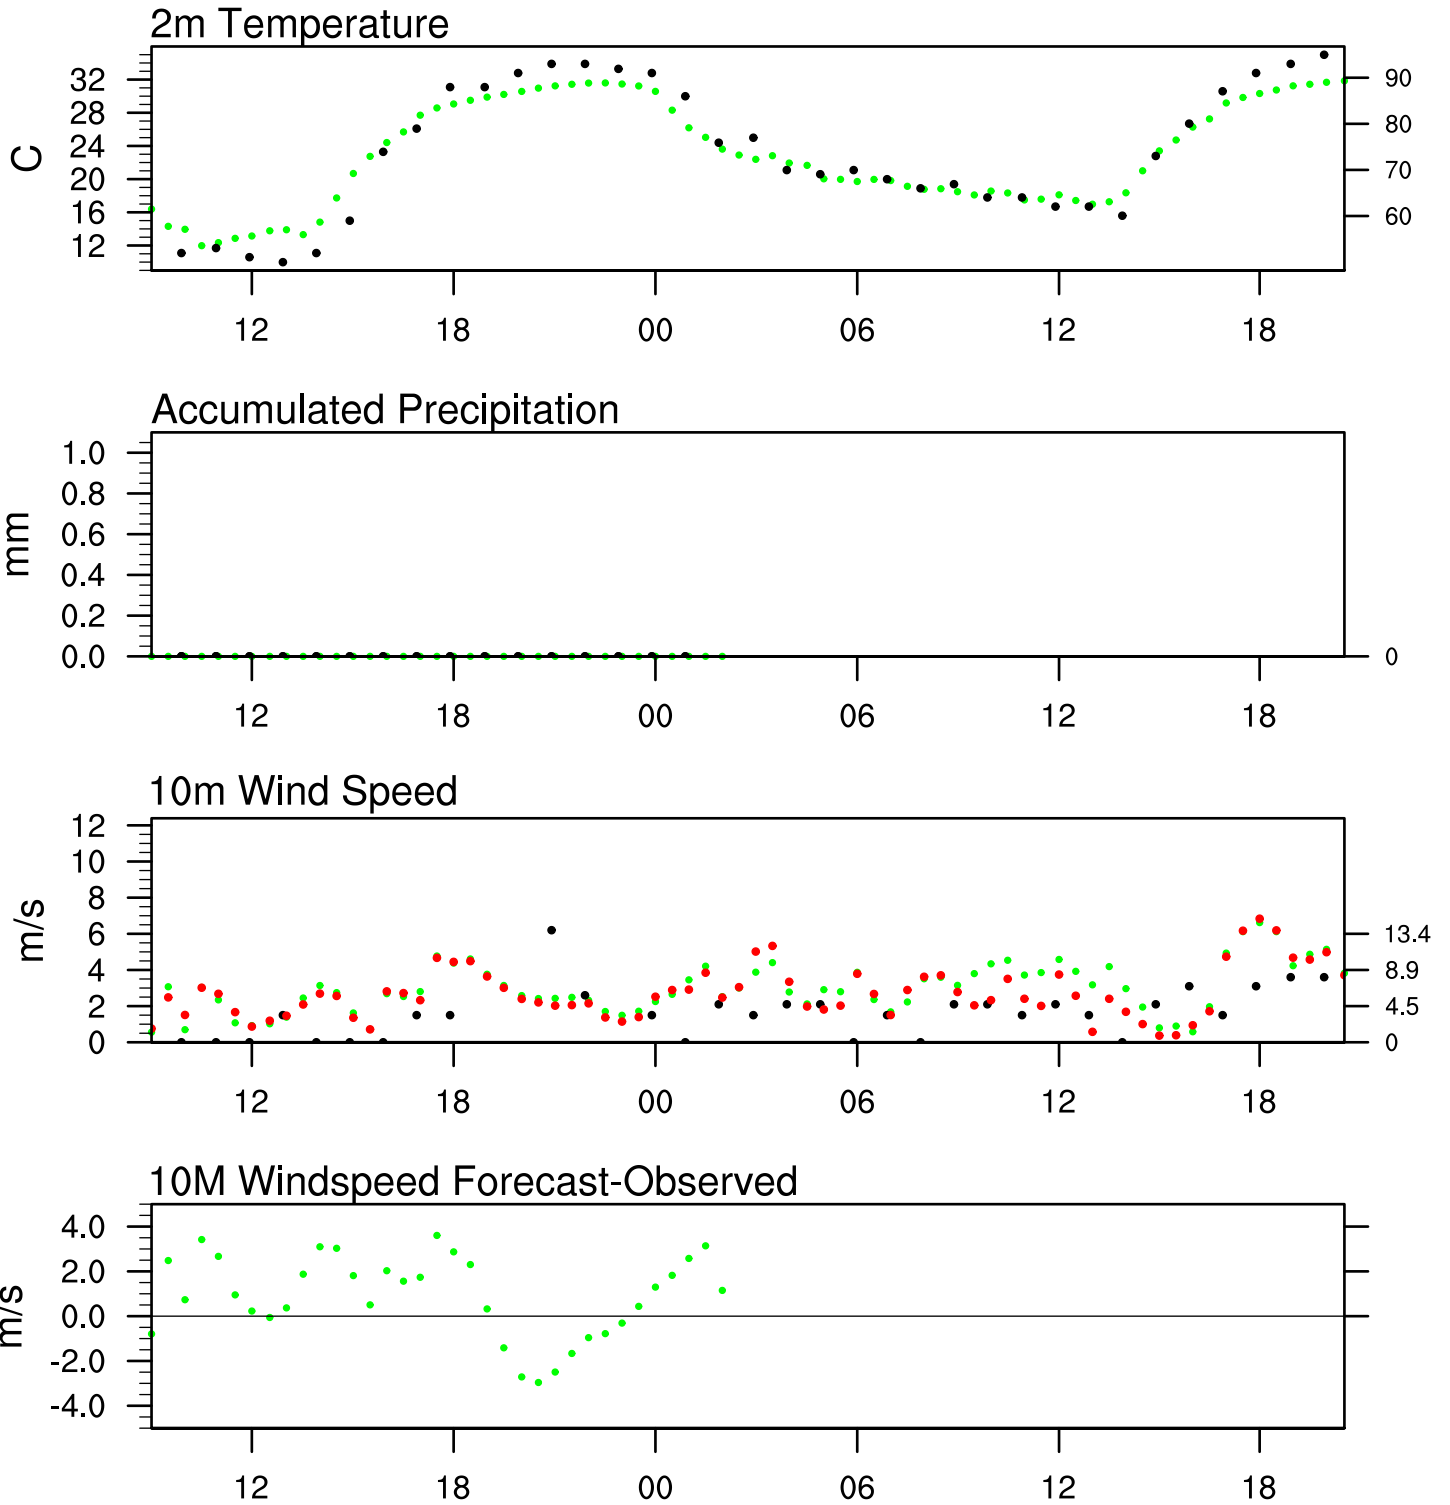 2m Temperature
32
28
24
20
16
12
C
90
80
70
60
12 18 00 06 12 18
Accumulated Precipitation
1.0
0.8
0.6
0.4
0.2
0.0
mm
0
12 18 00 06 12 18
10m Wind Speed
12
10
8
6
4
2
0
m/s
13.4
8.9
4.5
0
12 18 00 06 12 18
10M Windspeed Forecast-Observed
4.0
2.0
0.0
-2.0
-4.0
m/s
12 18 00 06 12 18